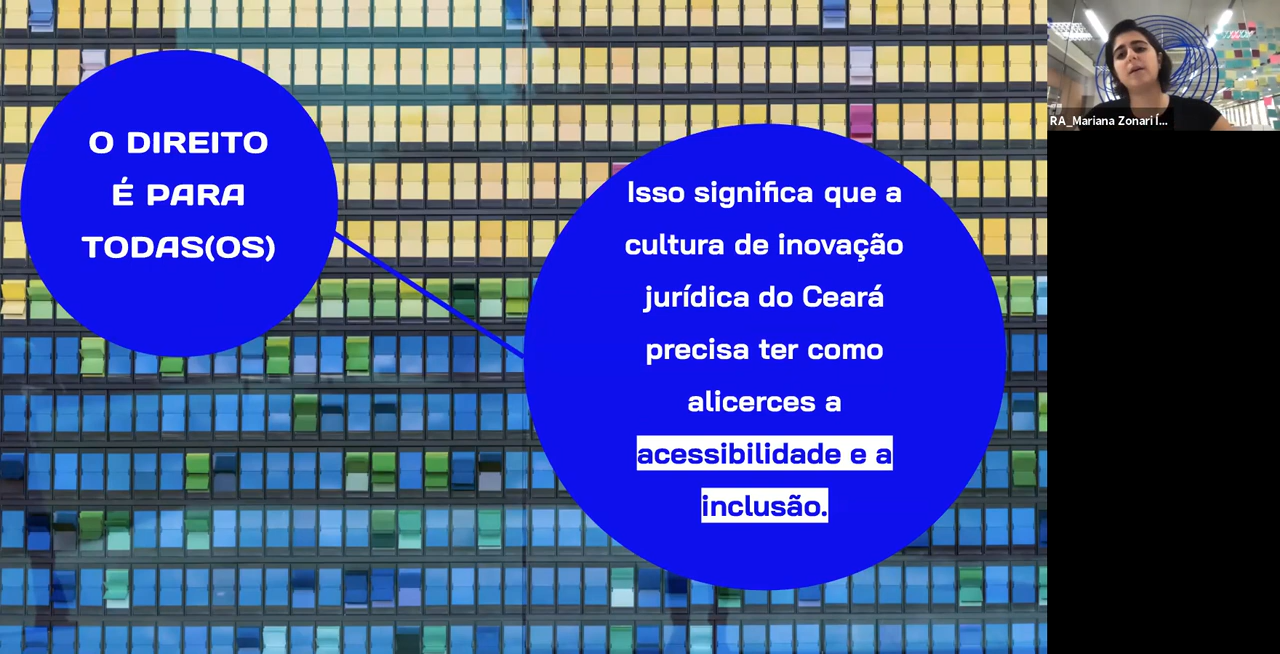 O DIREITO
É PARA
TODAS(OS)
Isso significa que a
cultura de inovação
jurídica do Ceará
precisa ter como
alicerces a
acessibilidade e a
inclusão.
RA_Mariana Zonari Í...